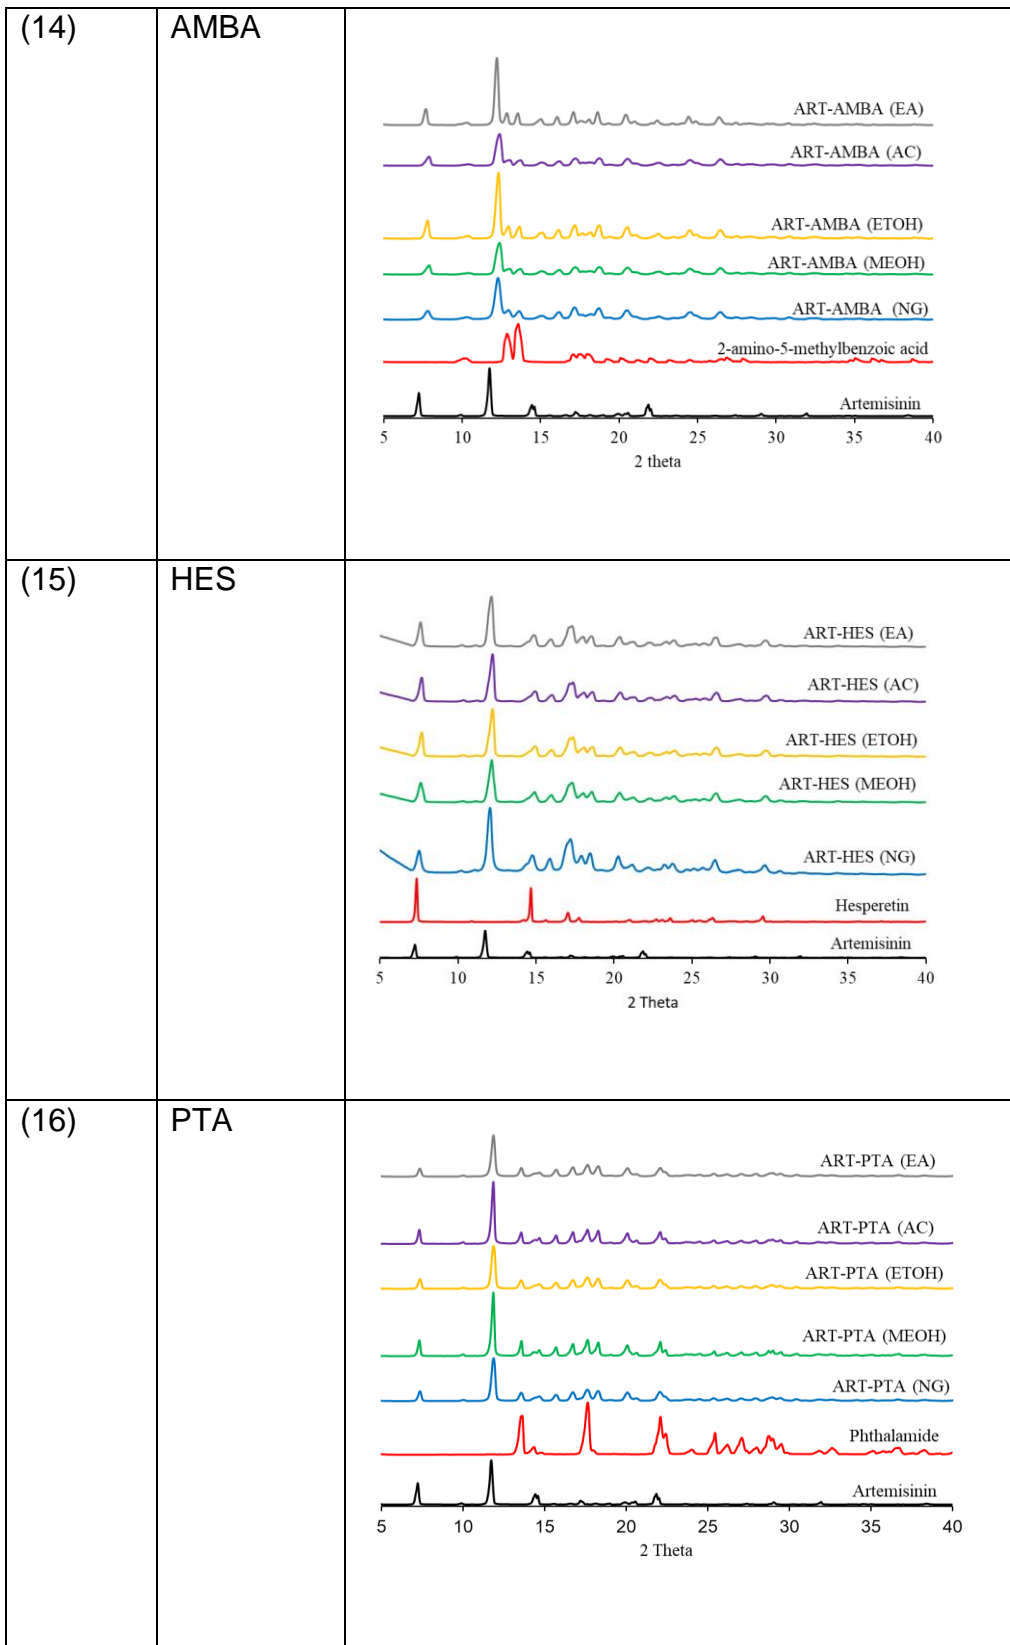 (14) AMBA
ART-AMBA (EA)
ART-AMBA (AC)
ART-AMBA (ETOH)
ART-AMBA (MEOH)
ART-AMBA (NG)
2-amino-5-methylbenzoic acid
Artemisinin
5 10 15 20 25 30 35 40
2 theta
(15) HES
ART-HES (EA)
ART-HES (AC)
ART-HES (ETOH)
ART-HES (MEOH)
ART-HES (NG)
Hesperetin
Artemisinin
5 10 15 20 25 30 35 40
2 Theta
(16) PTA
ART-PTA (EA)
ART-PTA (AC)
ART-PTA (ETOH)
ART-PTA (MEOH)
ART-PTA (NG)
Phthalamide
Artemisinin
5 10 15 20 25 30 35 40
2 Theta